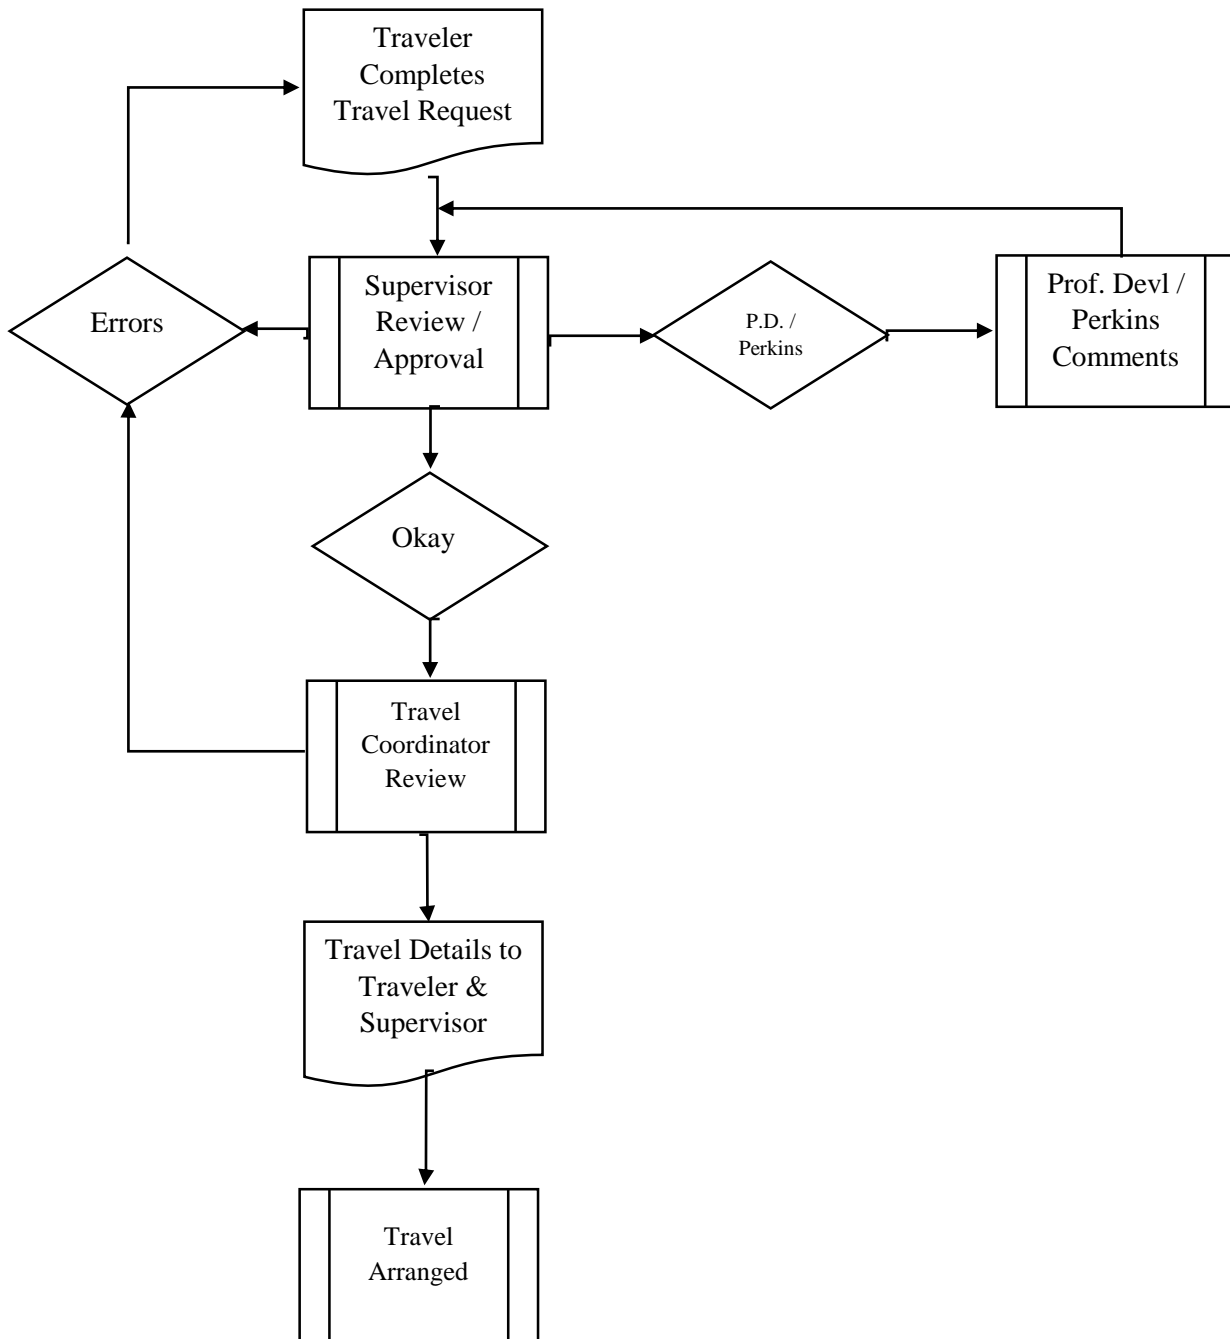 Traveler
Completes
Travel Request
Errors
Supervisor
Review /
Approval
P.D. /
Perkins
Prof. Devl /
Perkins
Comments
Okay
Travel
Coordinator
Review
Travel Details to
Traveler &
Supervisor
Travel
Arranged